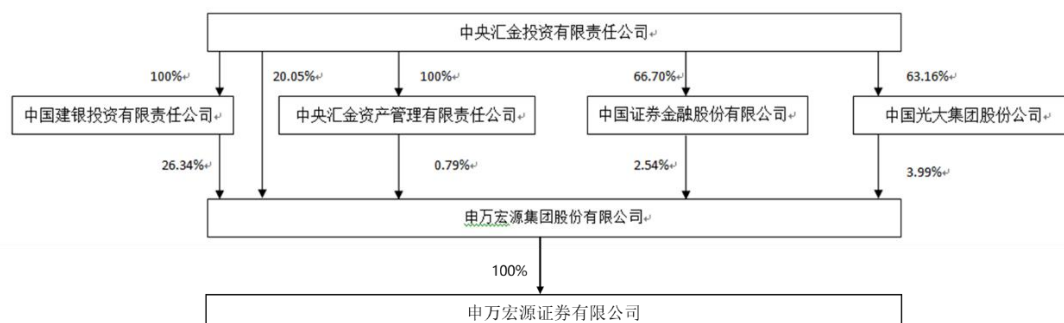 中央汇金投资有限责任公司
100%
20.05%
100%
66.70%
63.16%
中国建银投资有限责任公司
中央汇金资产管理有限责任公司
中国证券金融股份有限公司
中国光大集团股份公司
26.34%
0.79%
2.54%
3.99%
申万宏源集团股份有限公司
100%
申万宏源证券有限公司